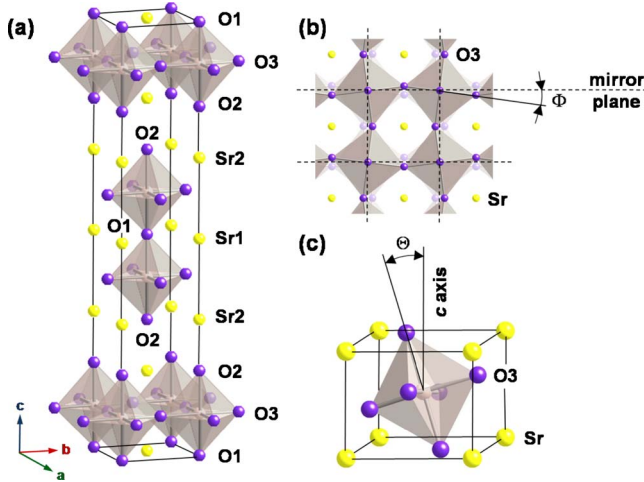 (a)
O1
O3
O2
O2
Sr2
O1
Sr1
Sr2
O2
O2
O3
O1
c
b
a
(b)
O3
mirror
plane
Φ
Sr
(c)
Θ
c axis
O3
Sr